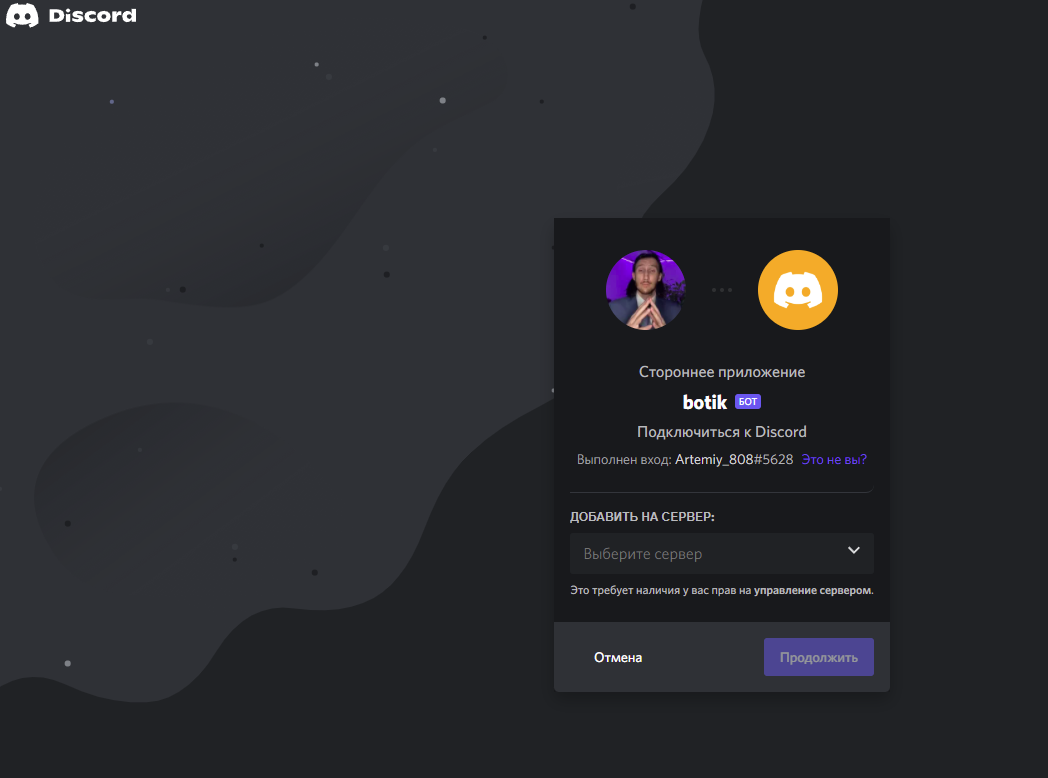 Discord
Стороннее приложение
botik БОТ
Подключиться к Discord
Выполнен вход: Artemiy_808#5628 Это не вы?
ДОБАВИТЬ НА СЕРВЕР:
Выберите сервер
Это требует наличия у вас прав на управление сервером.
Отмена
Продолжить